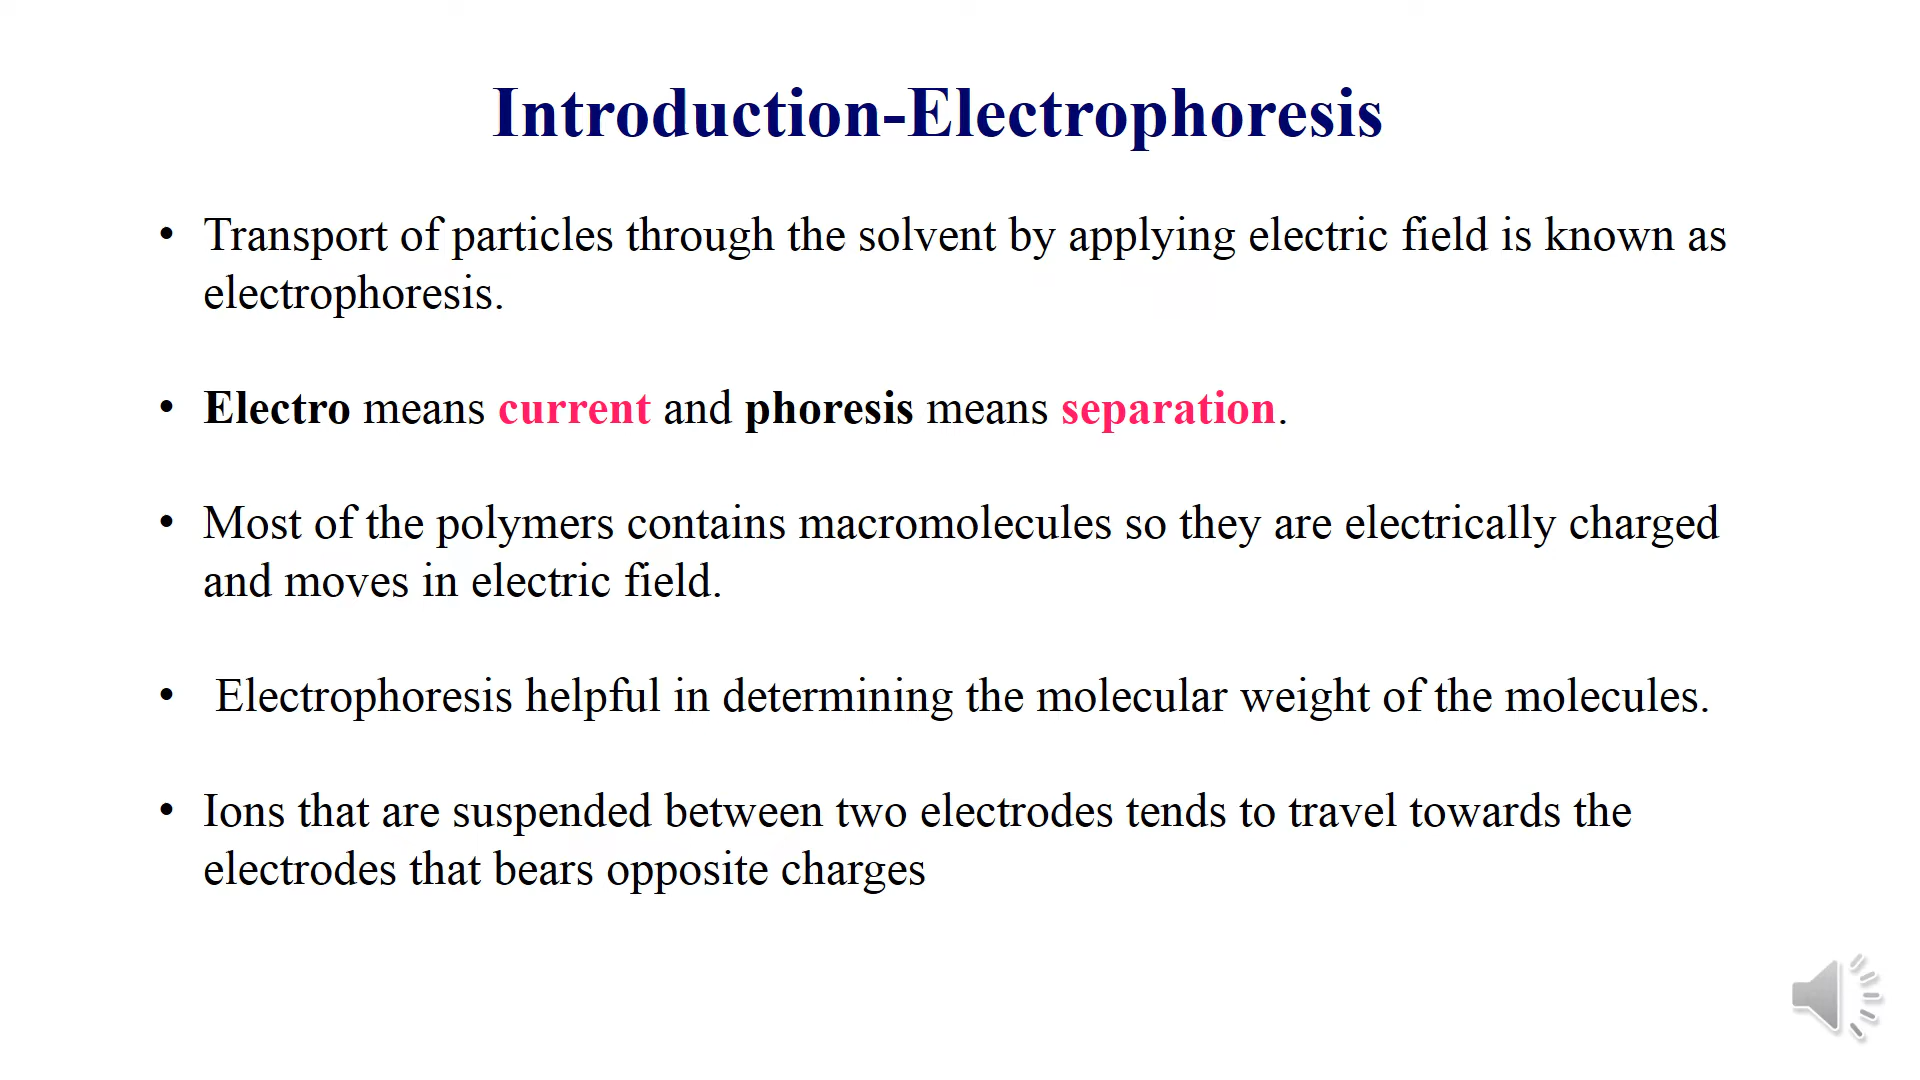 Introduction-Electrophoresis
• Transport of particles through the solvent by applying electric field is known as
electrophoresis.
• Electro means current and phoresis means separation.
• Most of the polymers contains macromolecules so they are electrically charged
and moves in electric field.
• Electrophoresis helpful in determining the molecular weight of the molecules.
• Ions that are suspended between two electrodes tends to travel towards the
electrodes that bears opposite charges